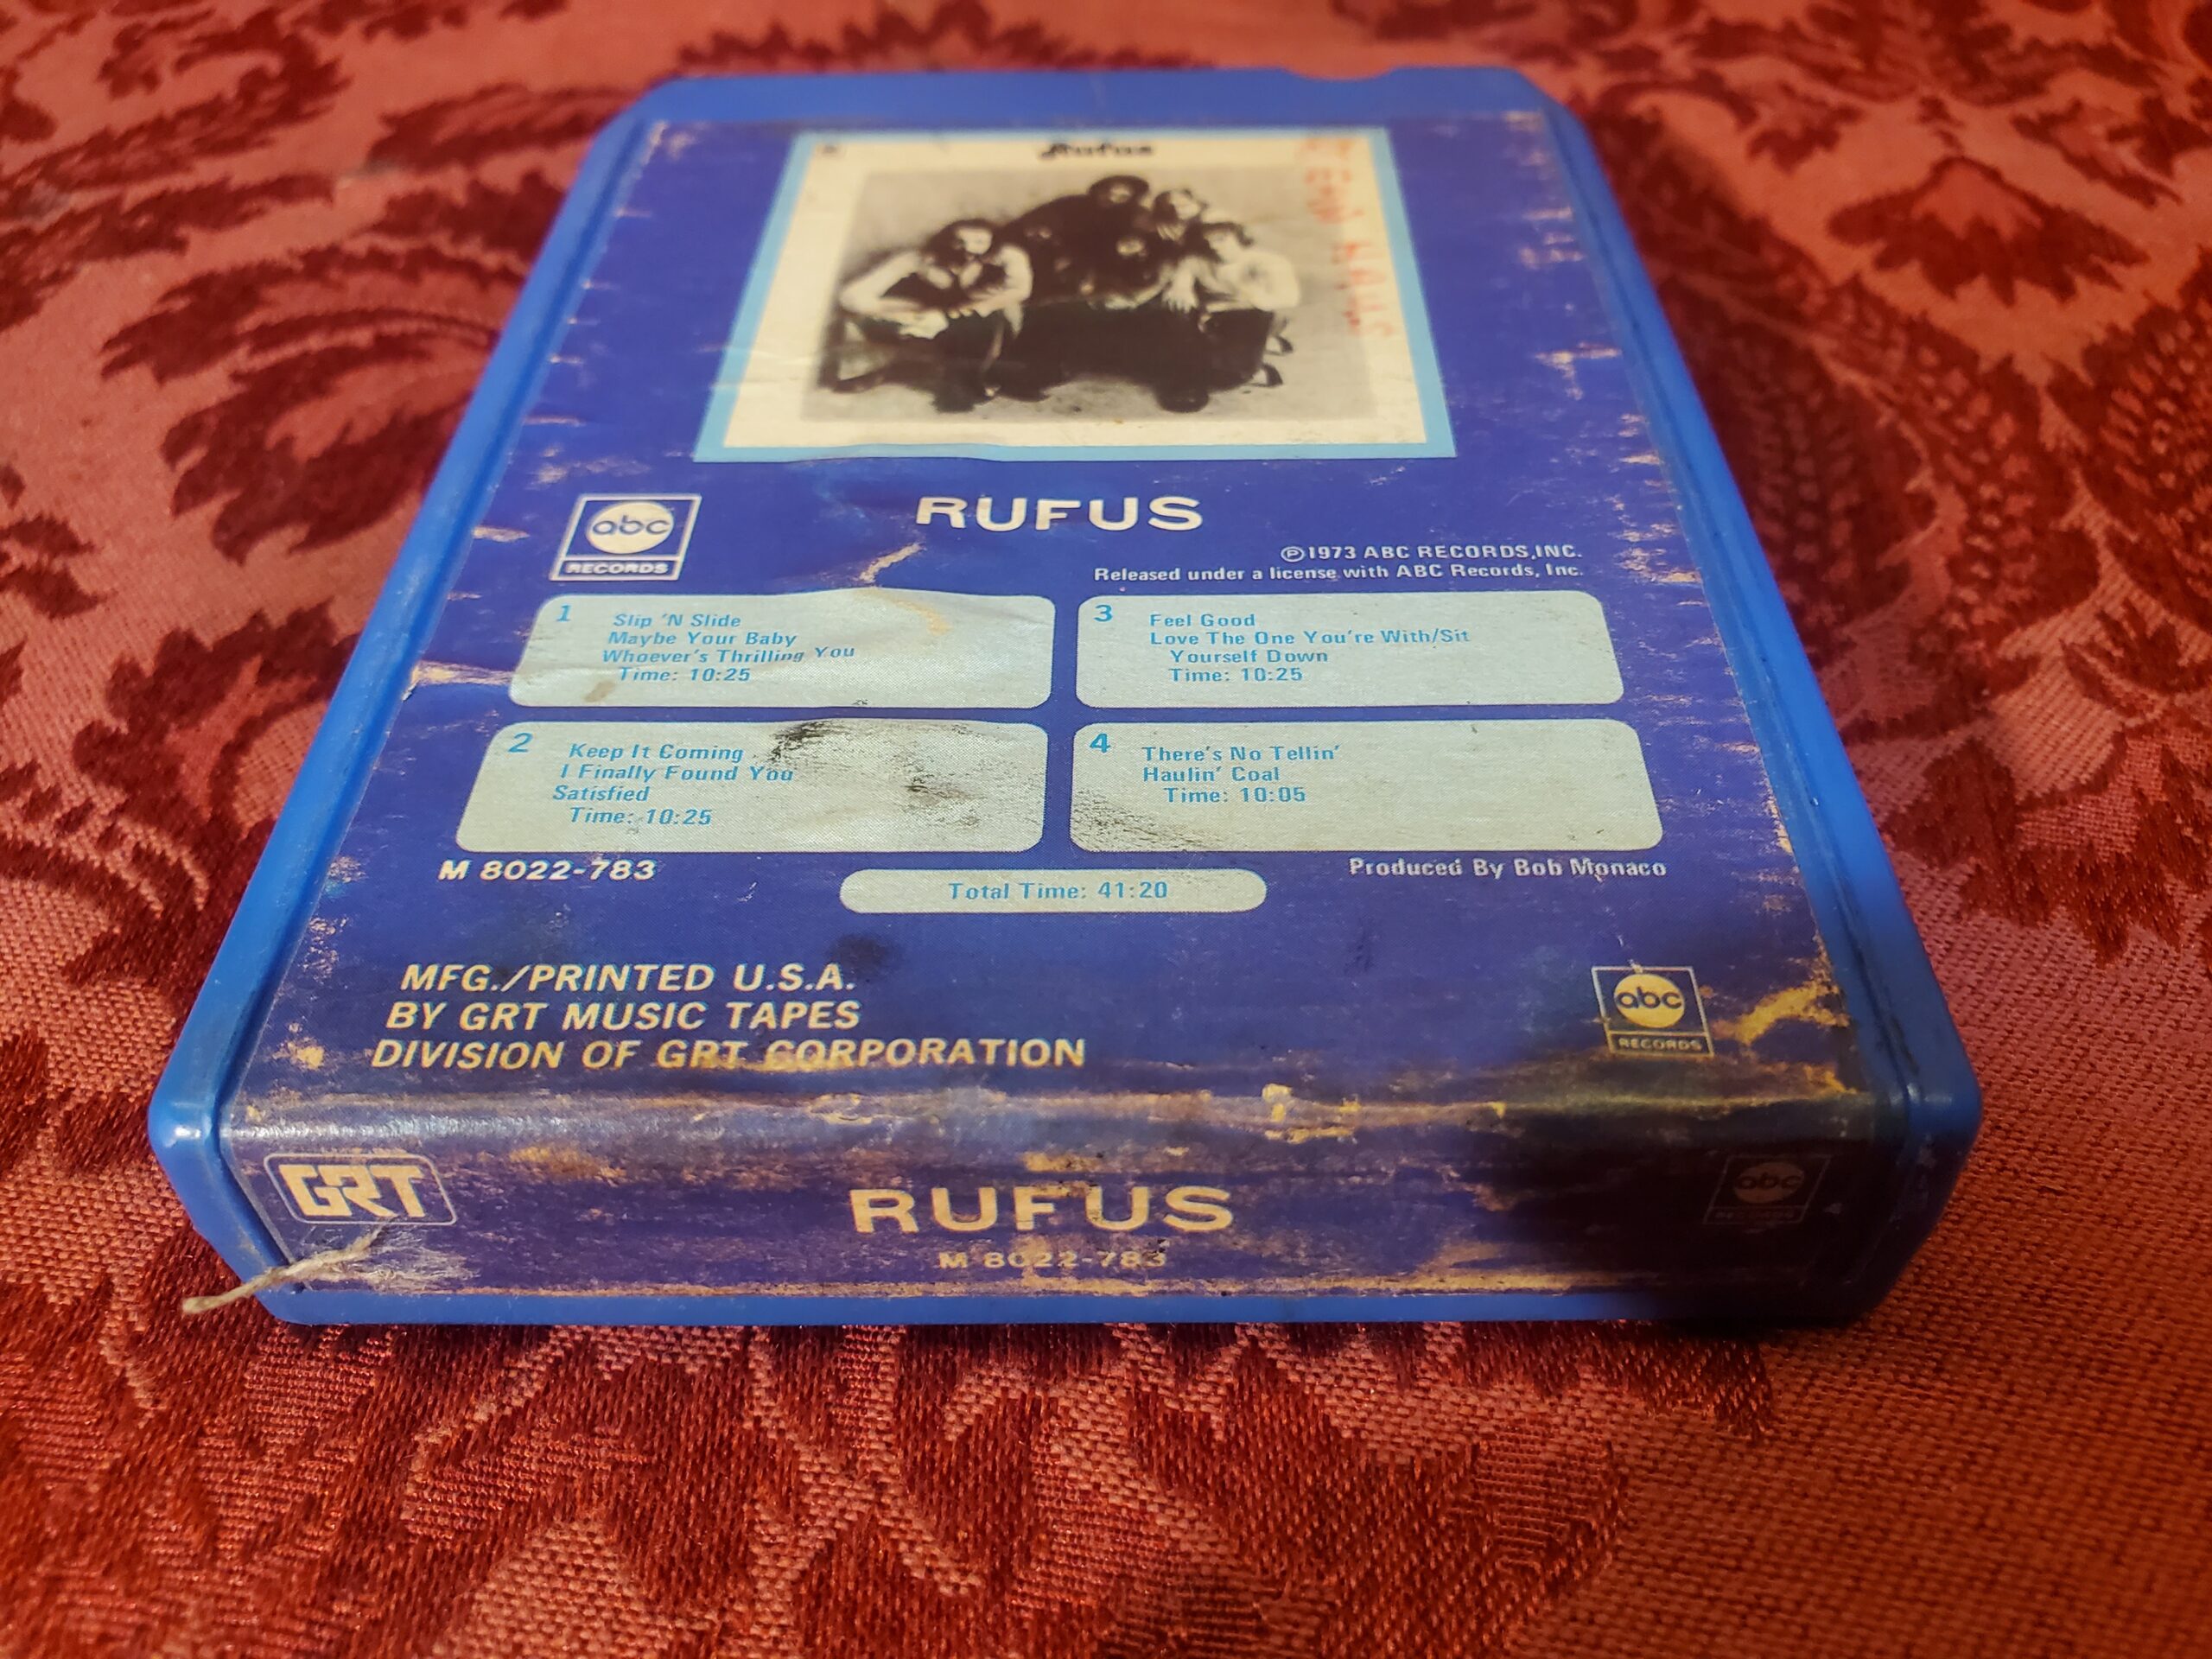 Rufus
abc
RECORDS
RUFUS
Ⓟ1973 ABC RECORDS,INC.
Released under a license with ABC Records, Inc.
1 Slip 'N Slide
Maybe Your Baby
Whoever's Thrilling You
Time: 10:25
3 Feel Good
Love The One You're With/Sit
Yourself Down
Time: 10:25
2 Keep It Coming
I Finally Found You
Satisfied
Time: 10:25
4 There's No Tellin'
Haulin' Coal
Time: 10:05
M 8022-783
Produced By Bob Monaco
Total Time: 41:20
MFG./PRINTED U.S.A.
BY GRT MUSIC TAPES
DIVISION OF GRT CORPORATION
abc
RECORDS
GRT
RUFUS
abc
RECORDS
M 8022-783